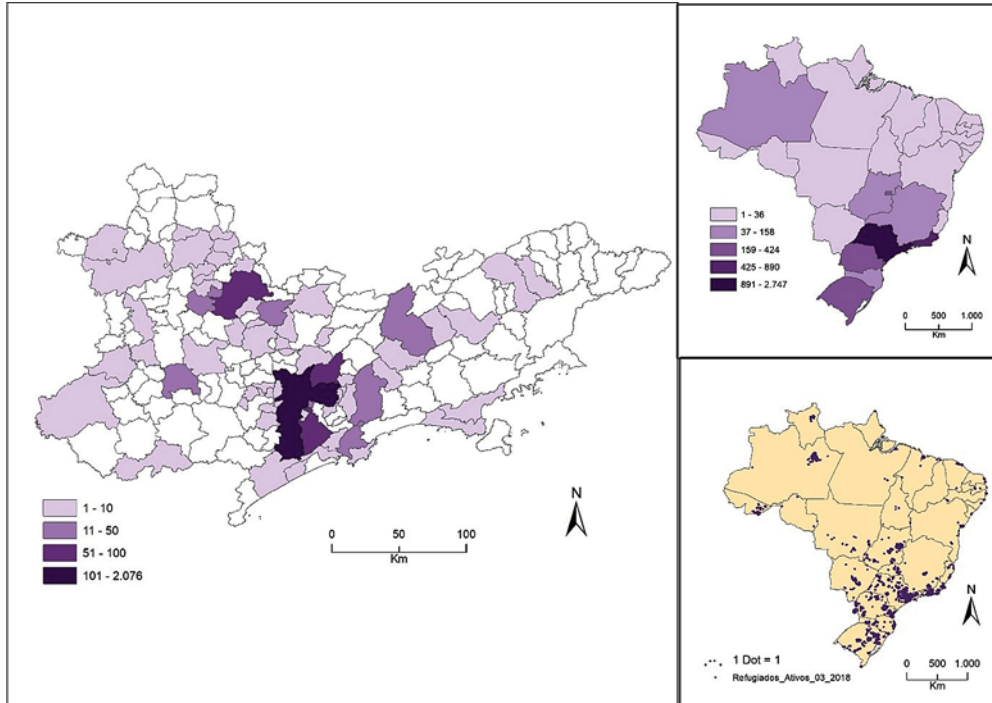 1 - 10
11 - 50
51 - 100
101 - 2.076
N
0 50 100
Km
1 - 36
37 - 158
159 - 424
425 - 890
891 - 2.747
N
0 500 1.000
Km
N
1 Dot = 1
Refugiados_Ativos_03_2018
0 500 1.000
Km